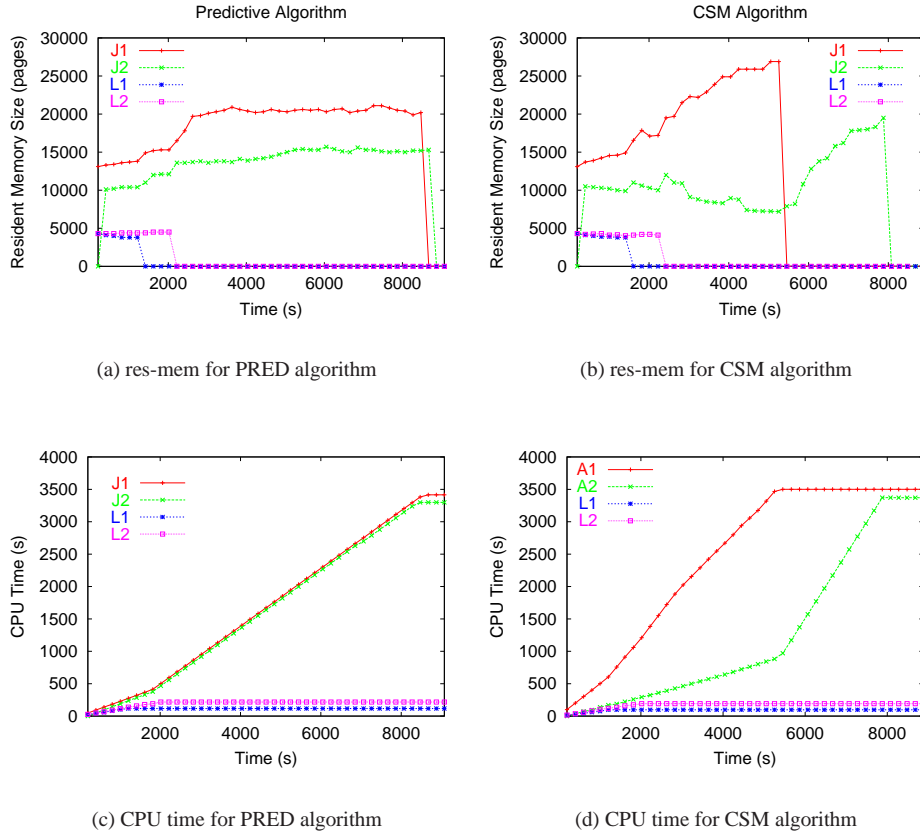 Predictive Algorithm
Resident Memory Size (pages)
30000
25000
20000
15000
10000
5000
0
J1
J2
L1
L2
2000 4000 6000 8000
Time (s)
(a) res-mem for PRED algorithm
CSM Algorithm
Resident Memory Size (pages)
30000
25000
20000
15000
10000
5000
0
J1
J2
L1
L2
2000 4000 6000 8000
Time (s)
(b) res-mem for CSM algorithm
CPU Time (s)
4000
3500
3000
2500
2000
1500
1000
500
0
J1
J2
L1
L2
2000 4000 6000 8000
Time (s)
(c) CPU time for PRED algorithm
CPU Time (s)
4000
3500
3000
2500
2000
1500
1000
500
0
A1
A2
L1
L2
2000 4000 6000 8000
Time (s)
(d) CPU time for CSM algorithm